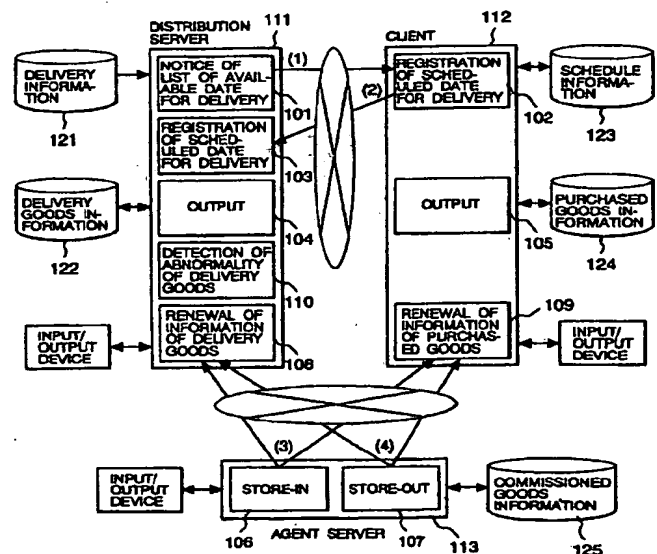 DISTRIBUTION
SERVER
111
CLIENT
112
DELIVERY
INFORMA-
TION
121
NOTICE OF
LIST OF AVAIL-
ABLE DATE
FOR DELIVERY
101
(1)
(2)
REGISTRATION
OF SCHED-
ULED DATE
FOR DELIVERY
102
SCHEDULE
INFORMATION
123
REGISTRATION
OF SCHED-
ULED DATE
FOR DELIVERY
103
DELIVERY
GOODS INFOR-
MATION
122
OUTPUT
104
OUTPUT
105
PURCHASED
GOODS IN-
FORMATION
124
DETECTION OF
ABNORMALITY
OF DELIVERY
GOODS
110
INPUT/
OUTPUT
DEVICE
RENEWAL OF
INFORMATION
OF DELIVERY
GOODS
108
109
RENEWAL OF
INFORMATION
OF PURCHAS-
ED GOODS
INPUT/
OUTPUT
DEVICE
(3)
(4)
INPUT/
OUTPUT
DEVICE
STORE-IN
106
STORE-OUT
107
AGENT SERVER
113
COMMISSIONED
GOODS
INFORMATION
125